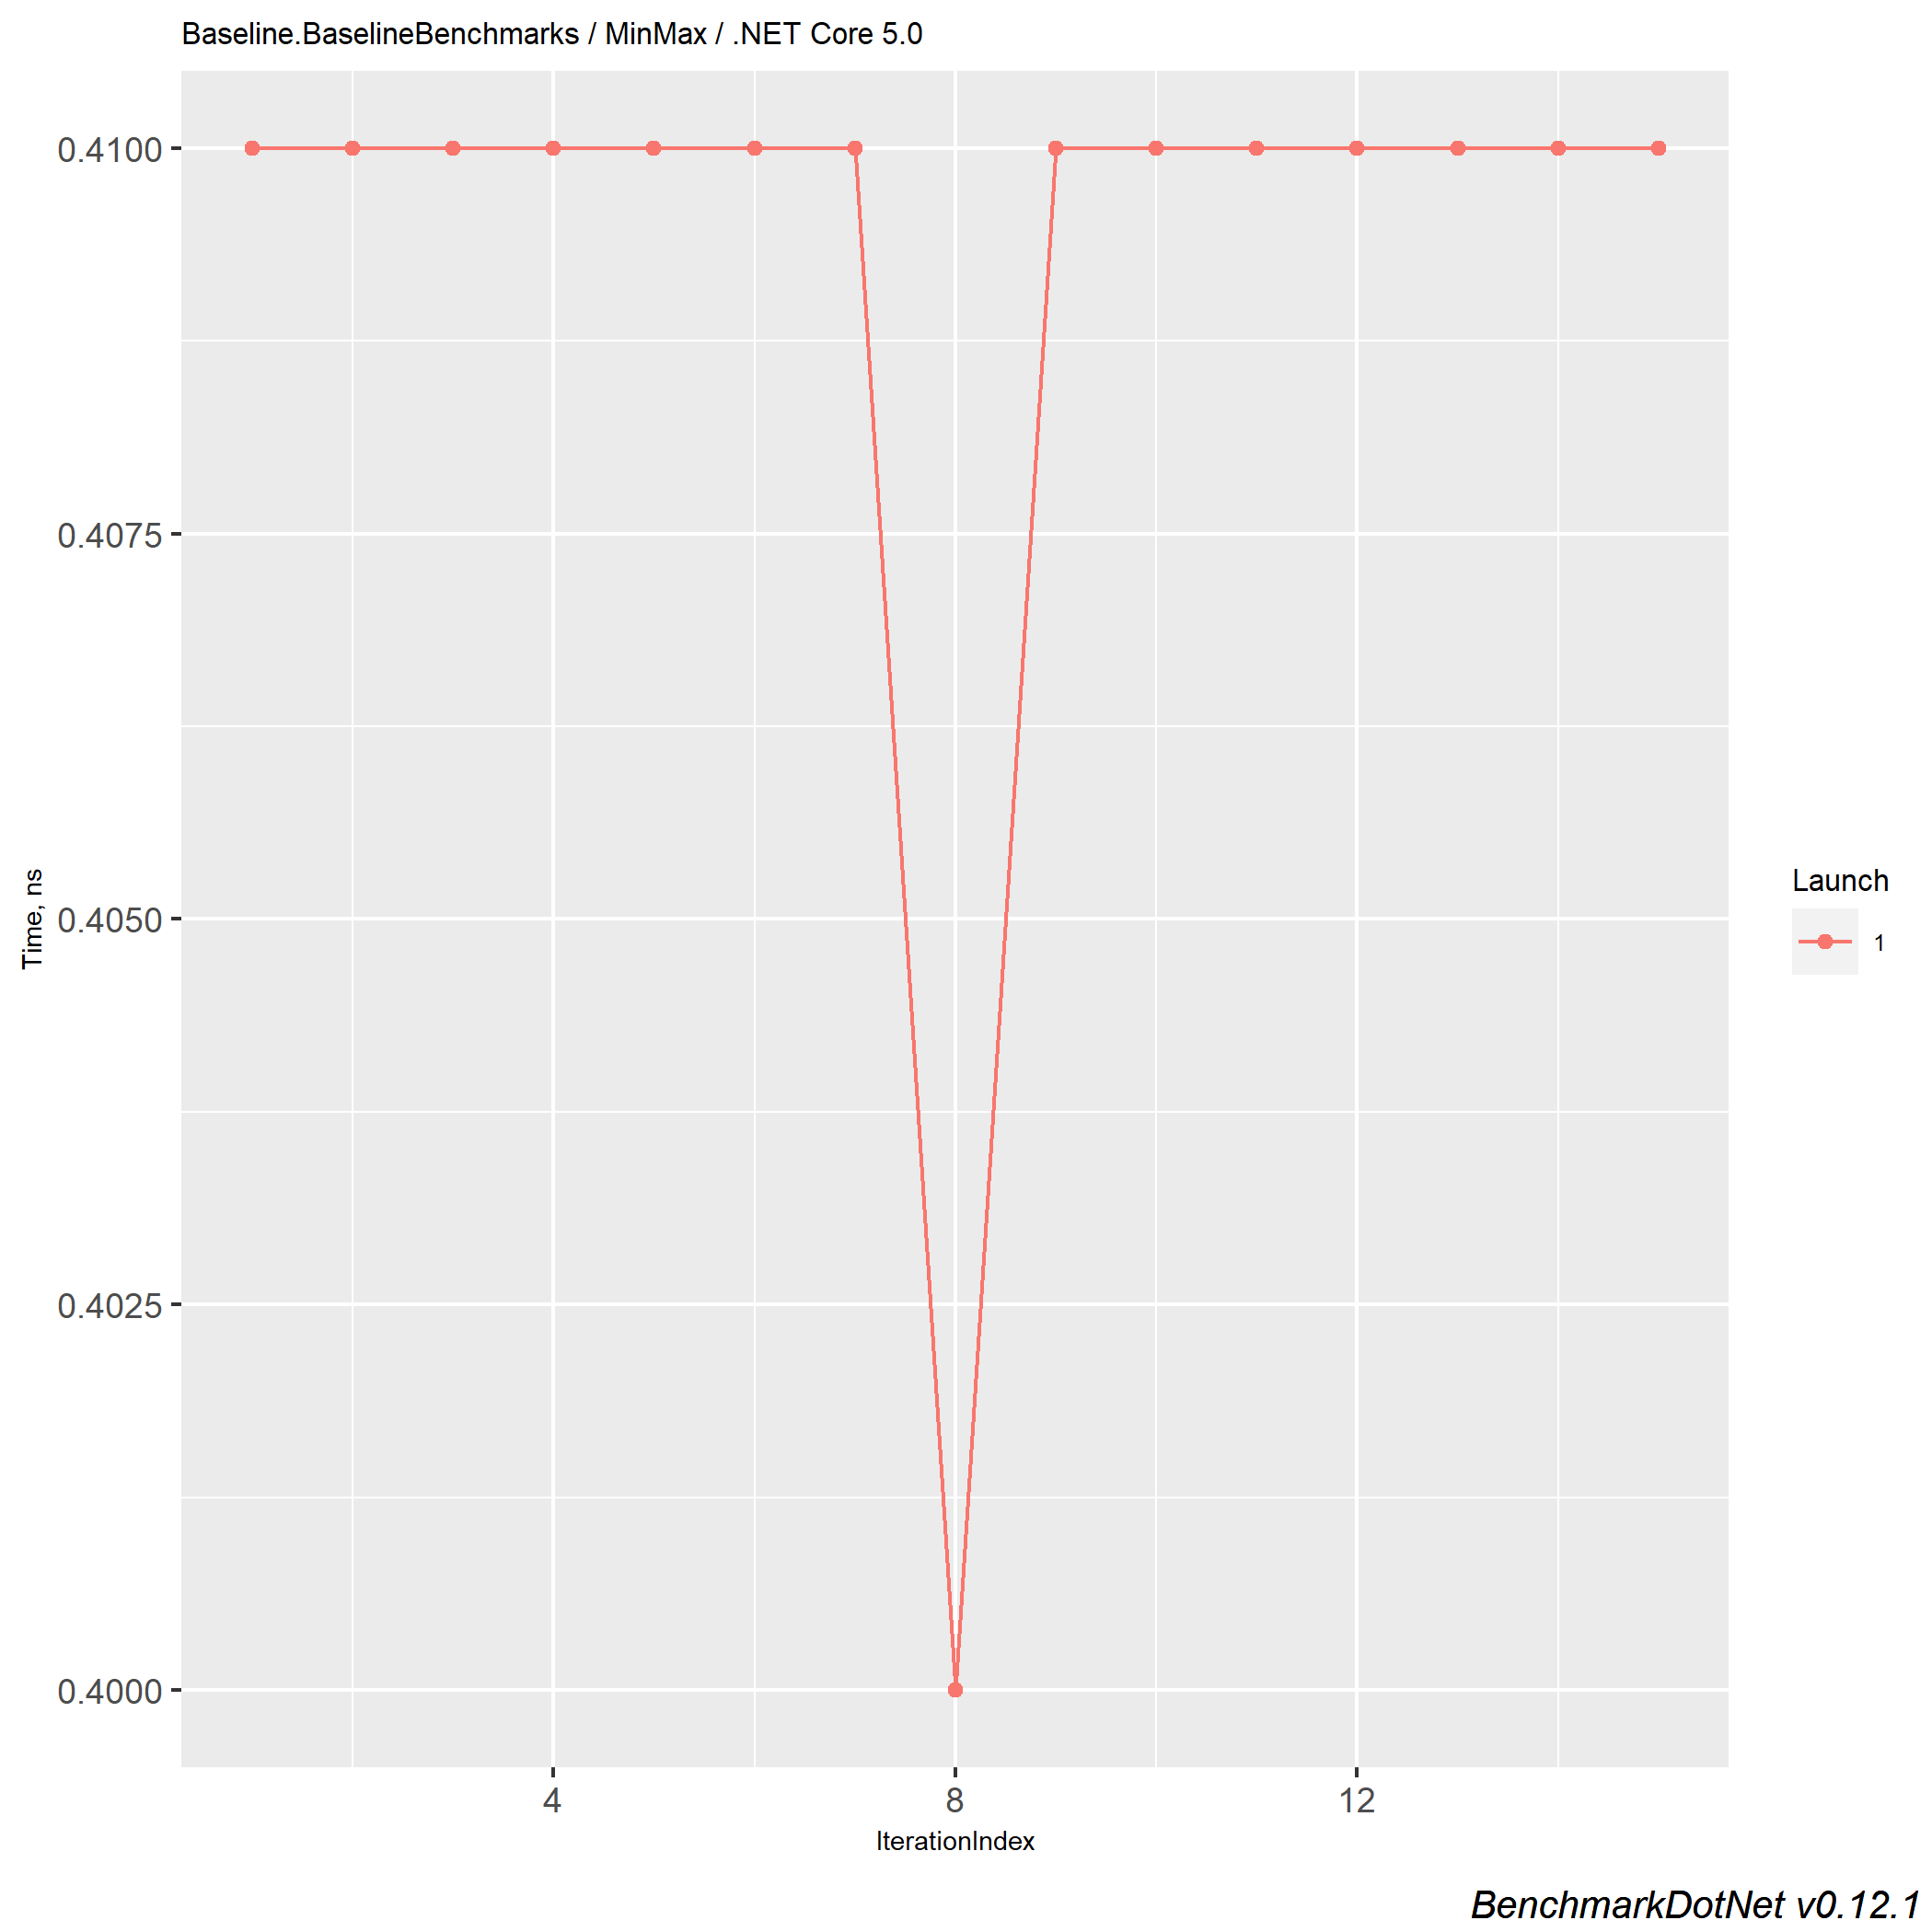 Baseline.BaselineBenchmarks / MinMax / .NET Core 5.0
0.4100
0.4075
0.4050
0.4025
0.4000
Time, ns
4 8 12
IterationIndex
Launch
1
BenchmarkDotNet v0.12.1